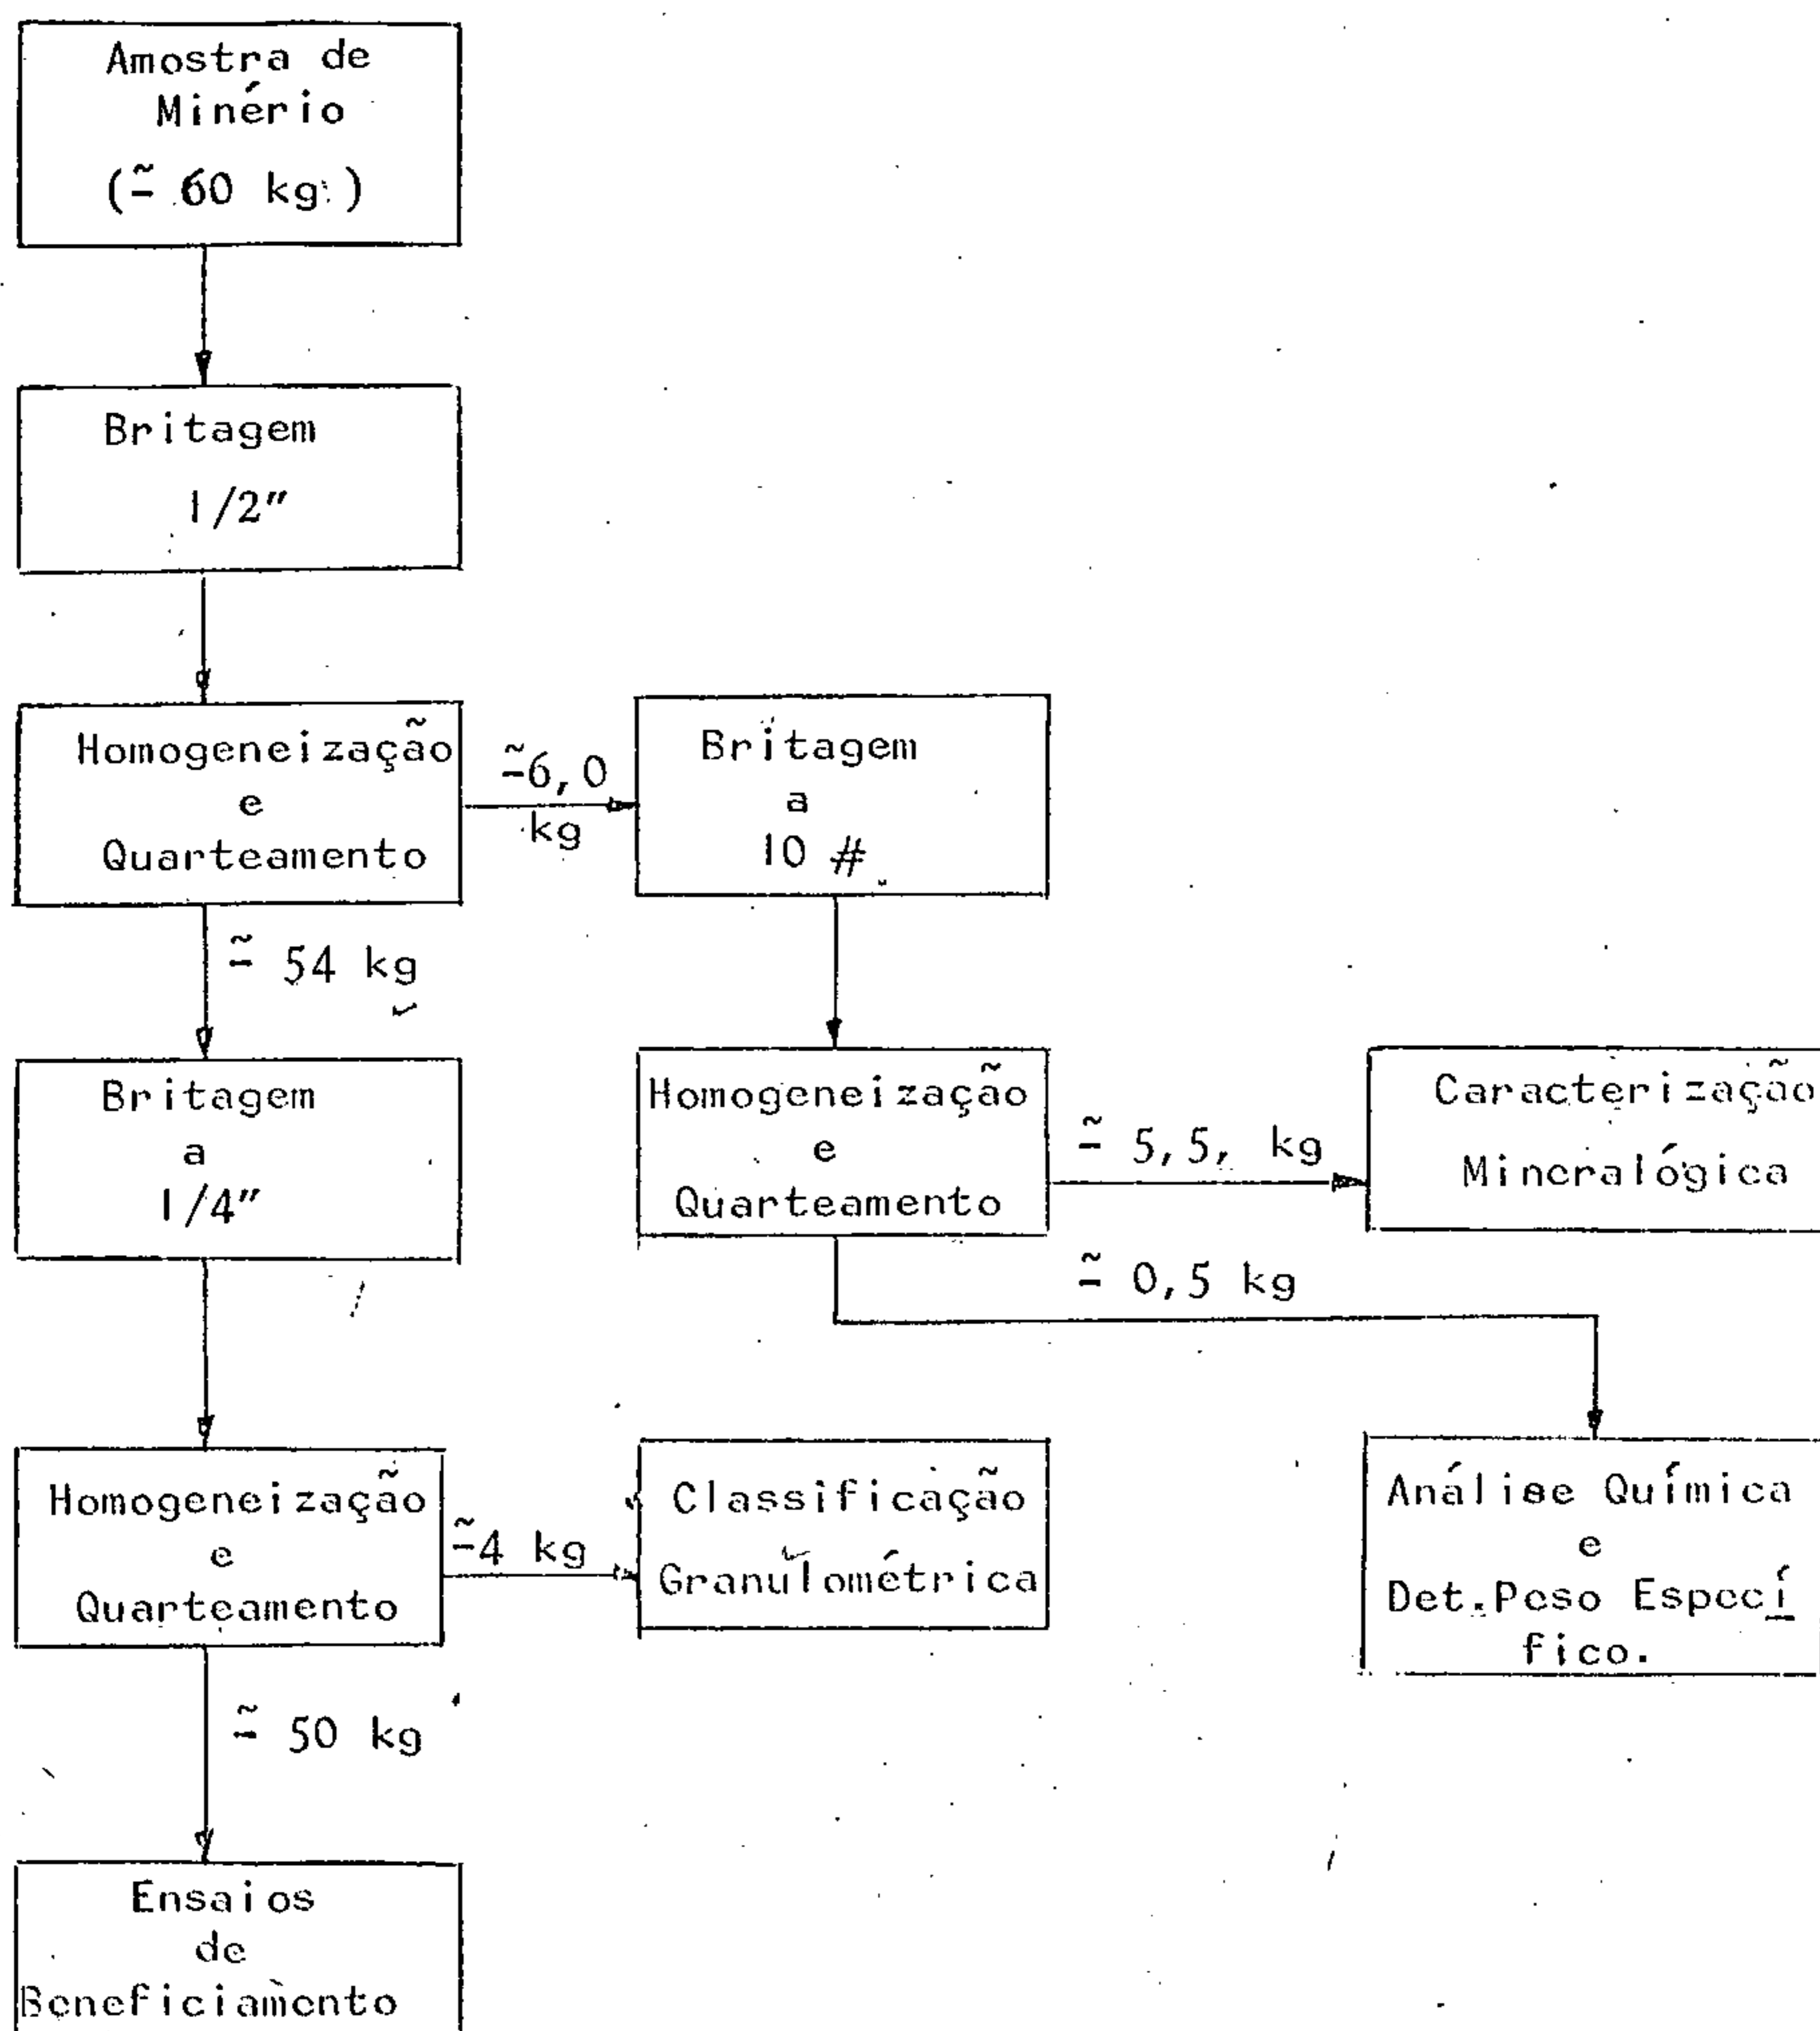 Amostra de
Minério
(≃ 60 kg.)
Britagem
1/2"
Homogeneização
e
Quarteamento
≃6,0
kg
Britagem
a
10 #
≃ 54 kg
Britagem
a
1/4"
Homogeneização
e
Quarteamento
≃ 5,5, kg
Caracterização
Mineralógica
≃ 0,5 kg
Homogeneização
e
Quarteamento
≃4 kg
Classificação
Granulométrica
Análise Química
e
Det.Peso Especí
fico.
≃ 50 kg
Ensaios
de
Beneficiamento